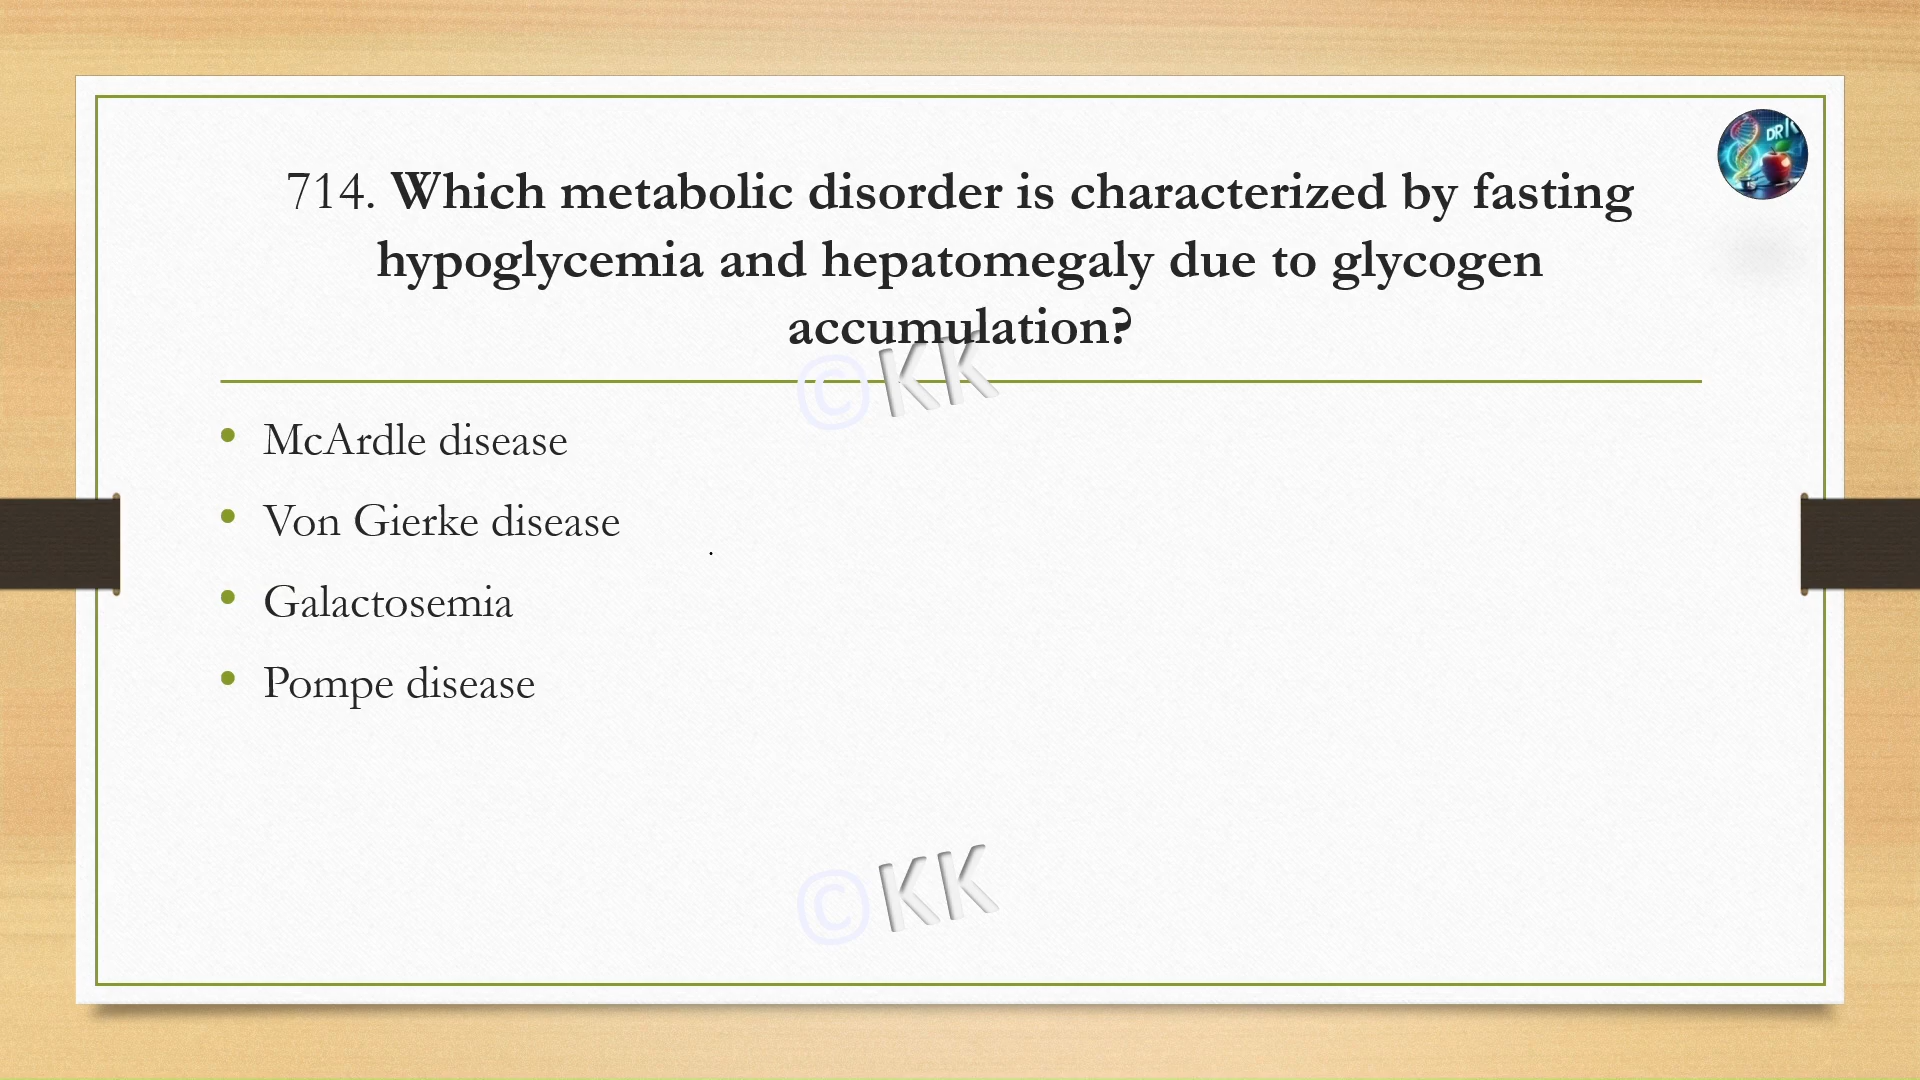 714. Which metabolic disorder is characterized by fasting
hypoglycemia and hepatomegaly due to glycogen
accumulation?
©KK
• McArdle disease
• Von Gierke disease
.
• Galactosemia
• Pompe disease
©KK
DR